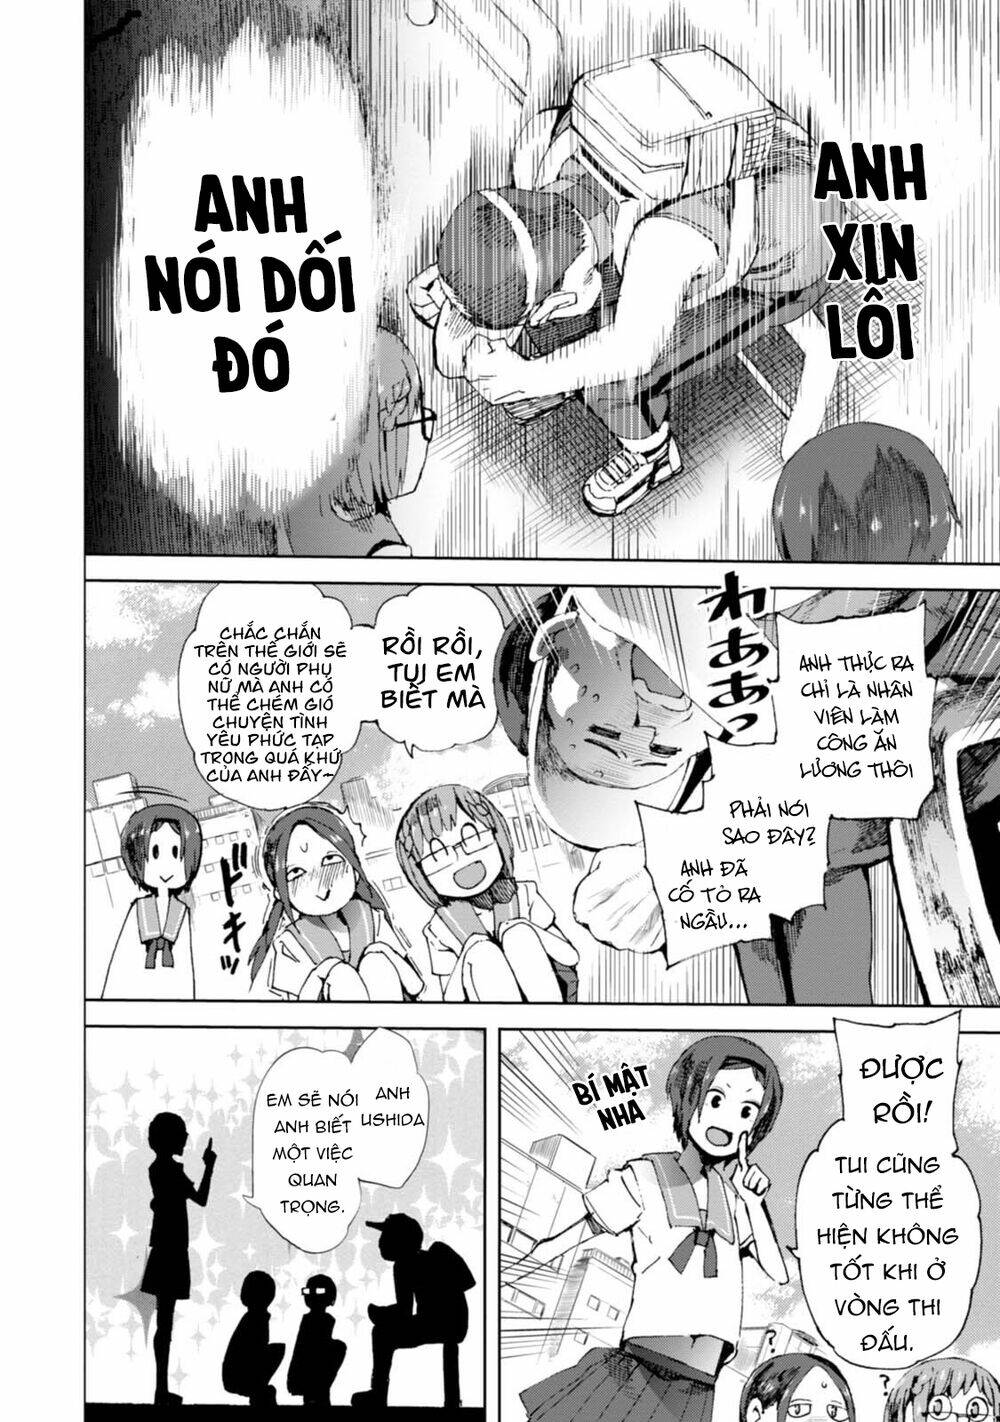 ANH
XIN
LỖI
ANH
NÓI DỐI
ĐÓ
ANH THỰC RA
CHỈ LÀ NHÂN
VIÊN LÀM
CÔNG ĂN
LƯƠNG THÔI
PHẢI NÓI
SAO ĐÂY?
ANH ĐÃ
CỐ TỎ RA
NGẦU...
わああっ
RỒI RỒI,
TỤI EM
BIẾT MÀ
CHẮC CHẮN
TRÊN THẾ GIỚI SẼ
CÓ NGƯỜI PHỤ
NỮ MÀ ANH CÓ
THỂ CHÉM GIÓ
CHUYỆN TÌNH
YÊU PHỨC TẠP
TRONG QUÁ KHỨ
CỦA ANH ĐẤY~
ドキッ
ĐƯỢC
RỒI!
TUI CŨNG
TỪNG THỂ
HIỆN KHÔNG
TỐT KHI Ở
VÒNG THI
ĐẤU.
BÍ MẬT
NHA
?
?
ANH
USHIDA
EM SẼ NÓI
ANH BIẾT
MỘT VIỆC
QUAN
TRỌNG.